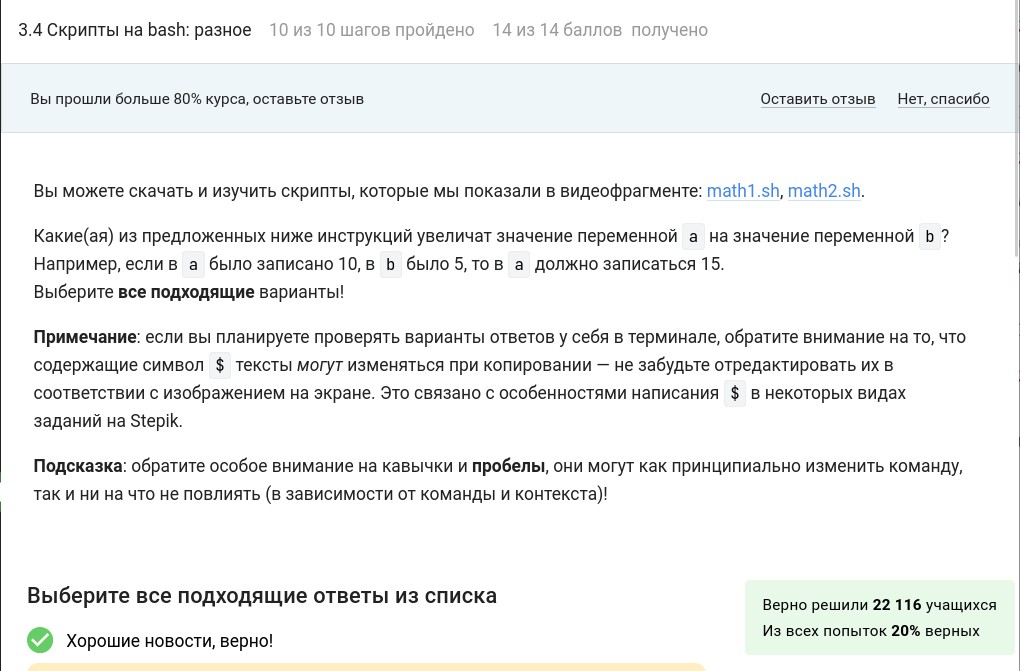 3.4 Скрипты на bash: разное 10 из 10 шагов пройдено 14 из 14 баллов получено
Вы прошли больше 80% курса, оставьте отзыв Оставить отзыв Нет, спасибо
Вы можете скачать и изучить скрипты, которые мы показали в видеофрагменте: math1.sh, math2.sh.
Какие(ая) из предложенных ниже инструкций увеличат значение переменной a на значение переменной b ?
Например, если в a было записано 10, в b было 5, то в a должно записаться 15.
Выберите все подходящие варианты!
Примечание: если вы планируете проверять варианты ответов у себя в терминале, обратите внимание на то, что
содержащие символ $ тексты могут изменяться при копировании — не забудьте отредактировать их в
соответствии с изображением на экране. Это связано с особенностями написания $ в некоторых видах
заданий на Stepik.
Подсказка: обратите особое внимание на кавычки и пробелы, они могут как принципиально изменить команду,
так и ни на что не повлиять (в зависимости от команды и контекста)!
Выберите все подходящие ответы из списка
Верно решили 22 116 учащихся
Из всех попыток 20% верных
Хорошие новости, верно!